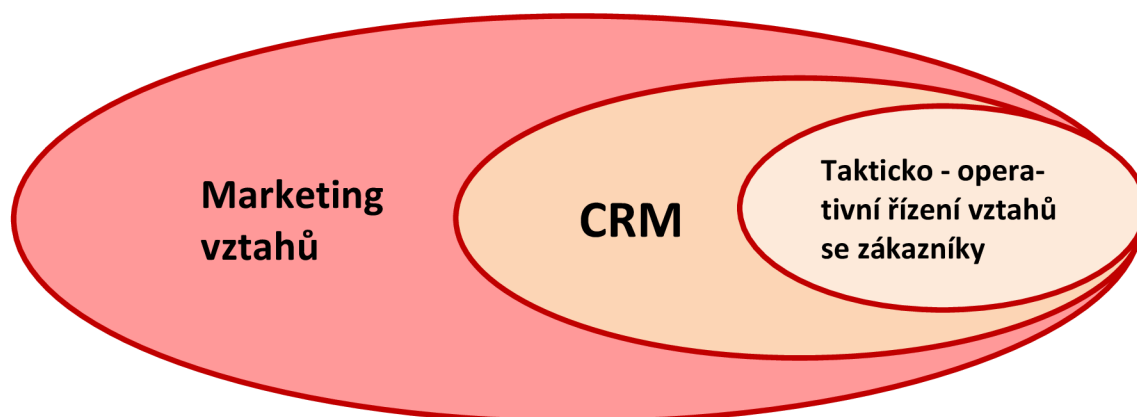 Marketing
vztahů
CRM
Takticko - opera-
tivní řízení vztahů
se zákazníky